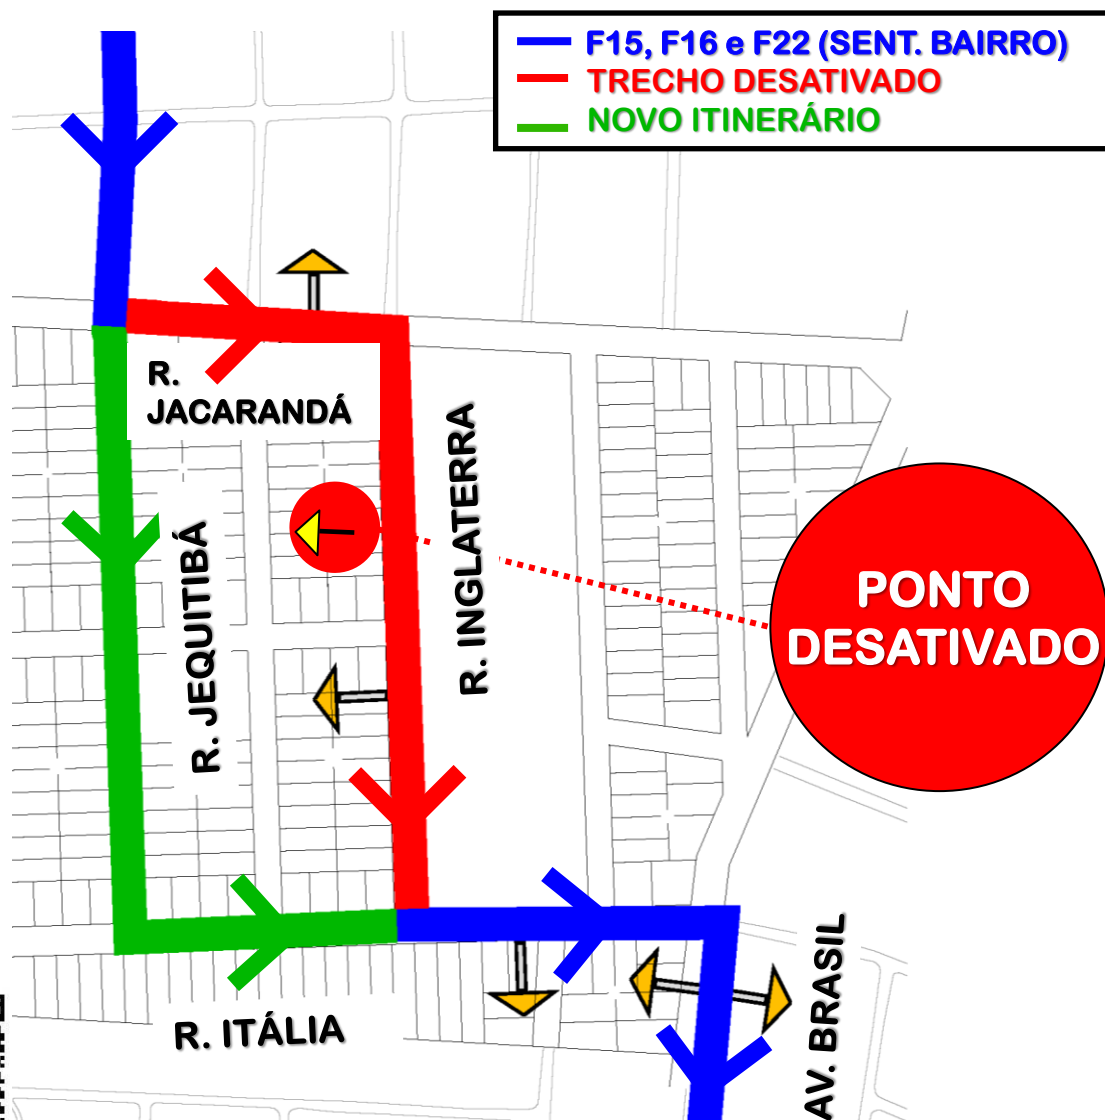 F15, F16 e F22 (SENT. BAIRRO)
TRECHO DESATIVADO
NOVO ITINERÁRIO
R.
JACARANDÁ
R. INGLATERRA
R. JEQUITIBÁ
PONTO
DESATIVADO
R. ITÁLIA
AV. BRASIL